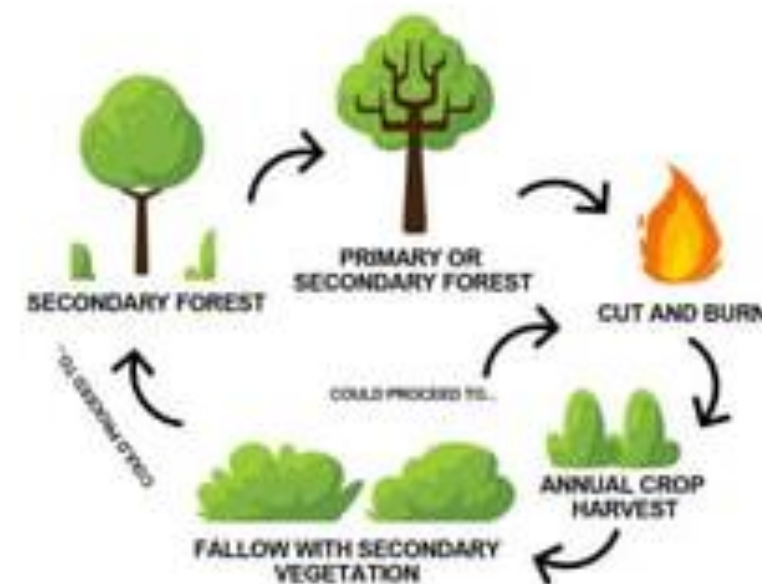 PRIMARY OR
SECONDARY FOREST
SECONDARY FOREST
CUT AND BURN
COULD PROCEED TO...
COULD PROCEED TO...
ANNUAL CROP
HARVEST
FALLOW WITH SECONDARY
VEGETATION